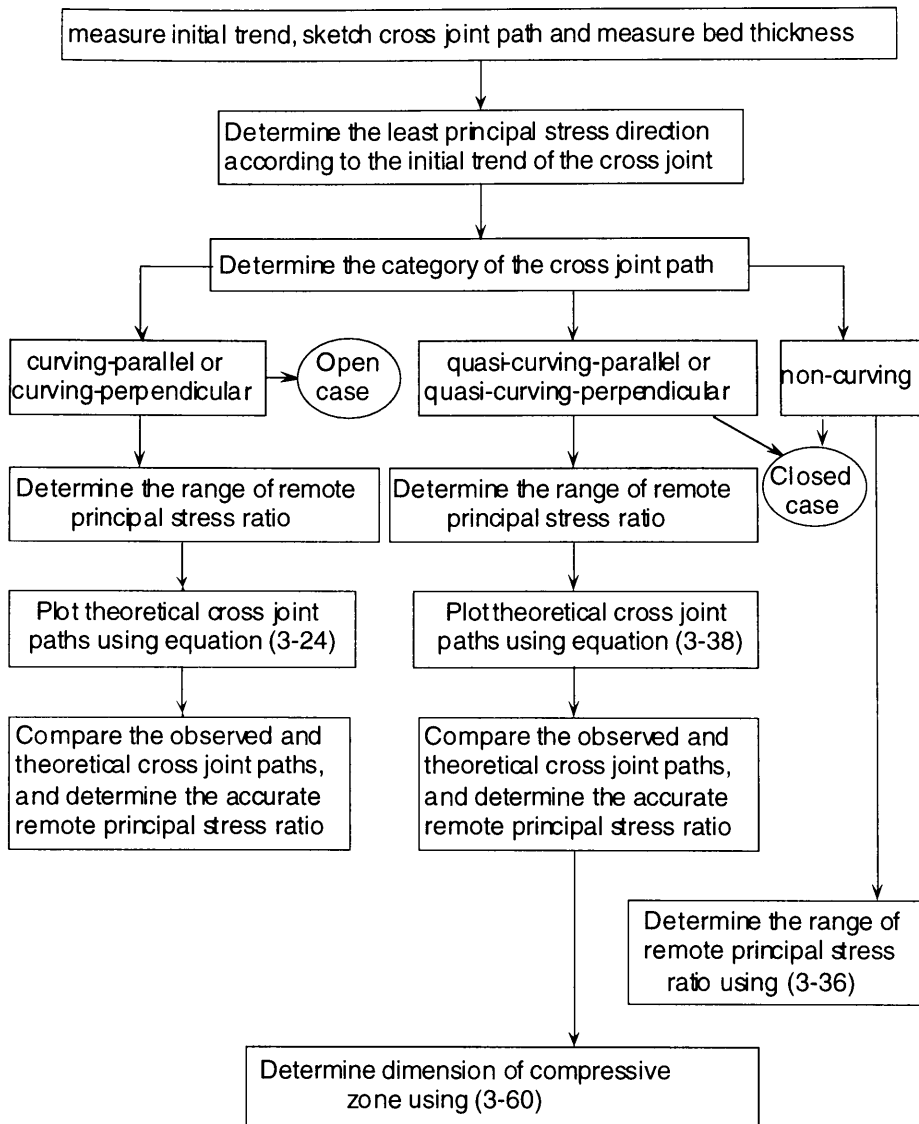 measure initial trend, sketch cross joint path and measure bed thickness
Determine the least principal stress direction
according to the initial trend of the cross joint
Determine the category of the cross joint path
curving-parallel or
curving-perpendicular
Open
case
quasi-curving-parallel or
quasi-curving-perpendicular
non-curving
Closed
case
Determine the range of remote
principal stress ratio
Determine the range of remote
principal stress ratio
Plot theoretical cross joint
paths using equation (3-24)
Plot theoretical cross joint
paths using equation (3-38)
Compare the observed and
theoretical cross joint paths,
and determine the accurate
remote principal stress ratio
Compare the observed and
theoretical cross joint paths,
and determine the accurate
remote principal stress ratio
Determine the range of
remote principal stress
ratio using (3-36)
Determine dimension of compressive
zone using (3-60)